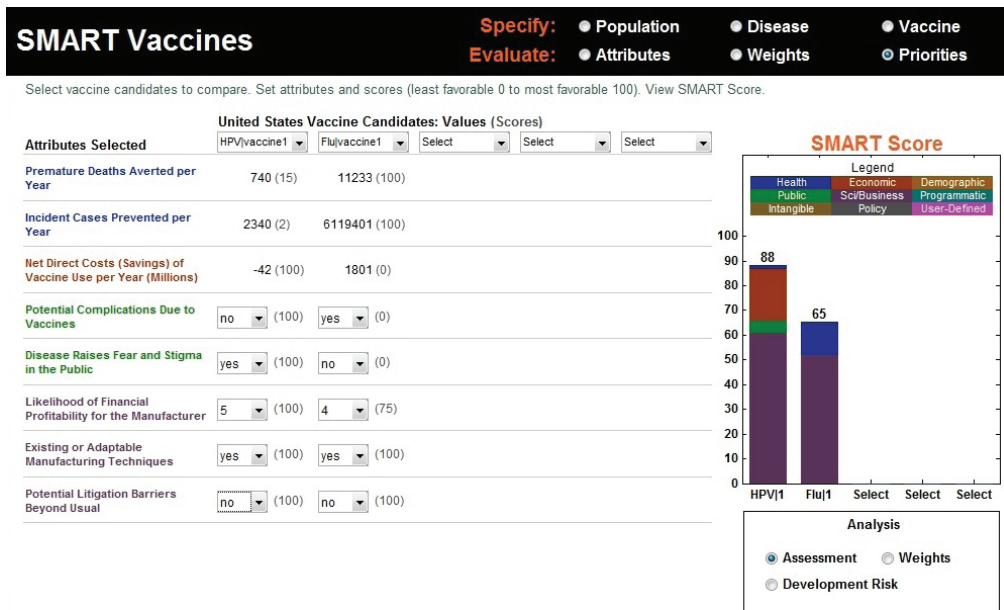 SMART Vaccines
Specify: Population Disease Vaccine
Evaluate: Attributes Weights Priorities
Select vaccine candidates to compare. Set attributes and scores (least favorable 0 to most favorable 100). View SMART Score.
United States Vaccine Candidates: Values (Scores)
Attributes Selected HPV|vaccine1 Flu|vaccine1 Select Select Select
Premature Deaths Averted per
Year
740 (15) 11233 (100)
Incident Cases Prevented per
Year
2340 (2) 6119401 (100)
Net Direct Costs (Savings) of
Vaccine Use per Year (Millions)
-42 (100) 1801 (0)
Potential Complications Due to
Vaccines
no (100) yes (0)
Disease Raises Fear and Stigma
in the Public
yes (100) no (0)
Likelihood of Financial
Profitability for the Manufacturer
5 (100) 4 (75)
Existing or Adaptable
Manufacturing Techniques
yes (100) yes (100)
Potential Litigation Barriers
Beyond Usual
no (100) no (100)
SMART Score
Legend
Health Economic Demographic
Public Sci/Business Programmatic
Intangible Policy User-Defined
100
90
80
70
60
50
40
30
20
10
0
88
65
HPV|1 Flu|1 Select Select Select
Analysis
Assessment Weights
Development Risk